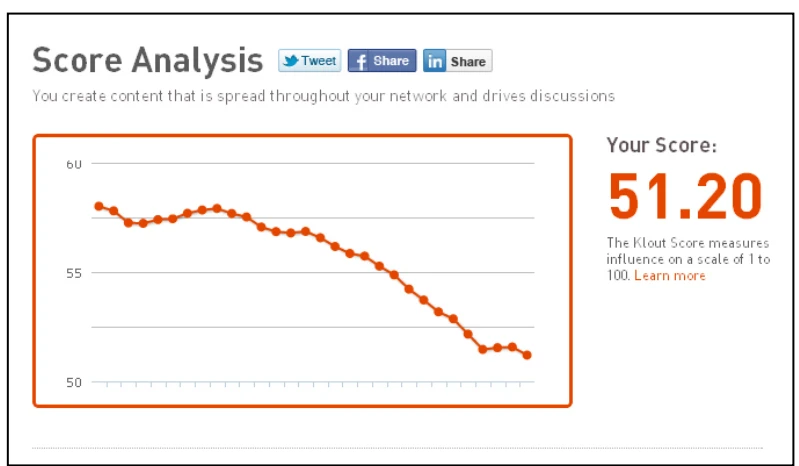 Score Analysis Tweet f Share in Share
You create content that is spread throughout your network and drives discussions
60
55
50
Your Score:
51.20
The Klout Score measures
influence on a scale of 1 to
100. Learn more